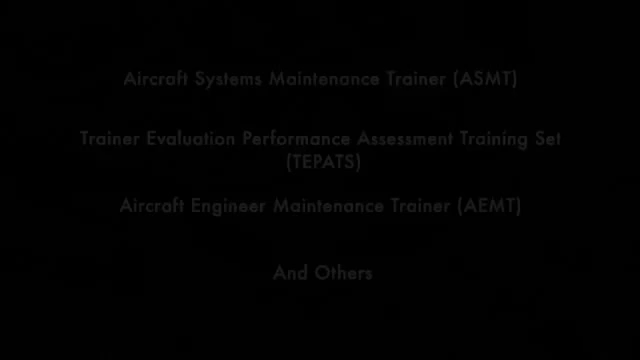 Aircraft Systems Maintenance Trainer (ASMT)
Trainer Evaluation Performance Assessment Training Set
(TEPATS)
Aircraft Engineer Maintenance Trainer (AEMT)
And Others